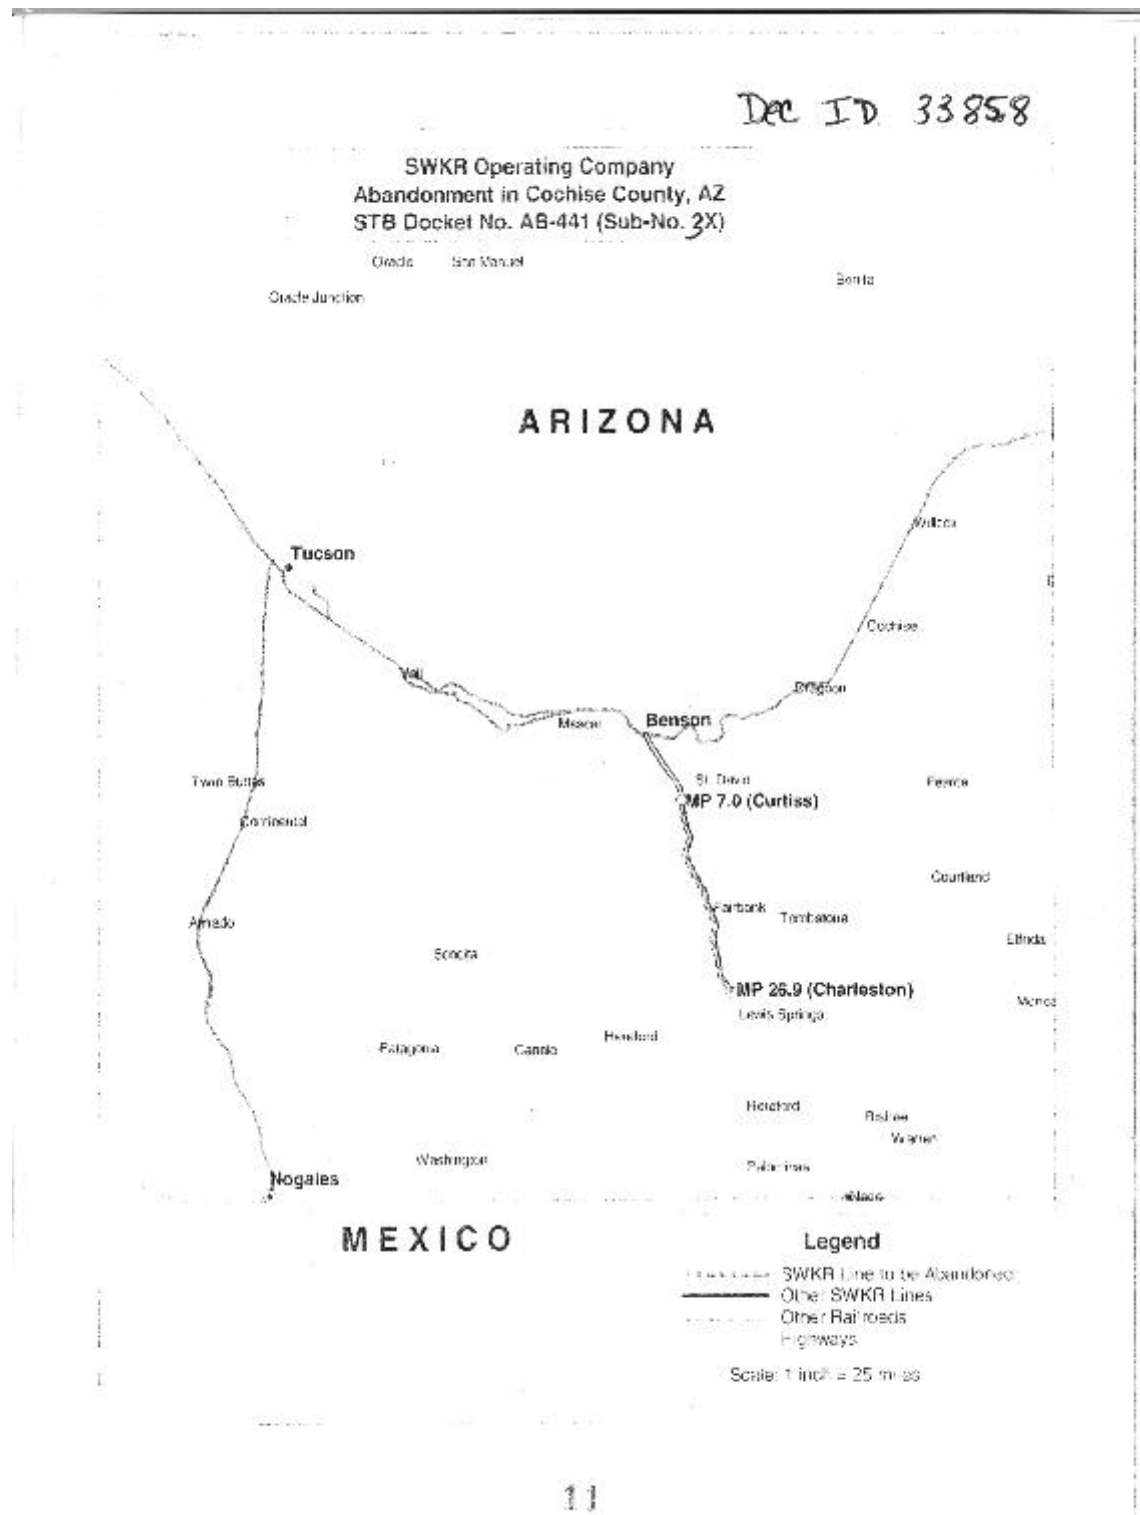 Dec ID 33858
SWKR Operating Company
Abandonment in Cochise County, AZ
STB Docket No. AB-441 (Sub-No. 3X)
Oracle San Manuel
Bonita
Oracle Junction
ARIZONA
Willcox
Tucson
Cochise
Vail
Dragoon
Mescal
Benson
St. David
Twin Buttes
Pearce
MP 7.0 (Curtiss)
Continental
Courtland
Fairbank
Tombstone
Amado
Elfrida
Sonoita
MP 26.9 (Charleston)
Lewis Springs
Hereford
Patagonia
Canelo
Hereford
Bisbee
Warren
Washington
Palominas
Nogales
Naco
MEXICO
Legend
SWKR Line to be Abandoned
Other SWKR Lines
Other Railroads
Highways
Scale: 1 inch = 25 miles
11